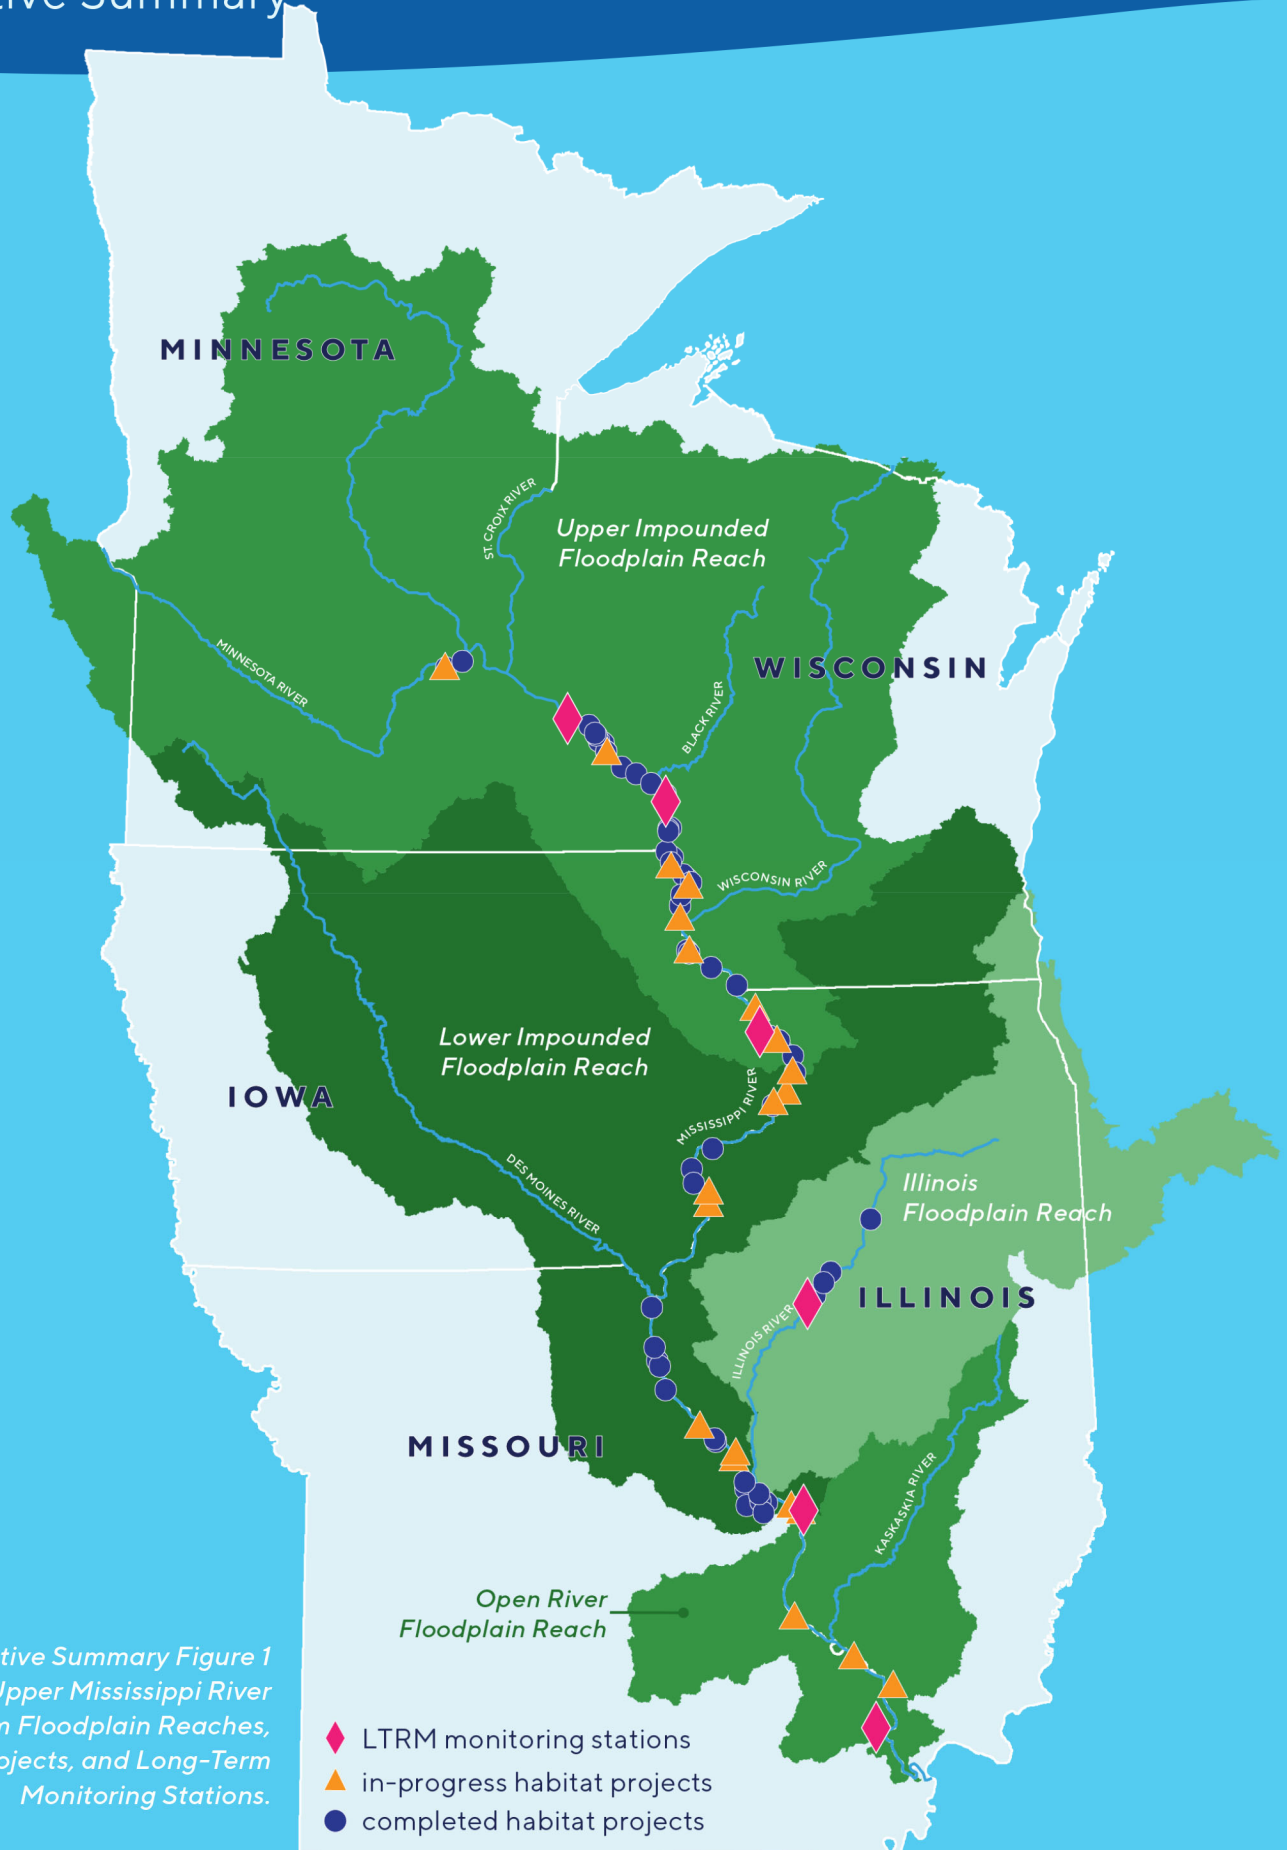 Summary
MINNESOTA
ST. CROIX RIVER
Upper Impounded
Floodplain Reach
MINNESOTA RIVER
WISCONSIN
BLACK RIVER
WISCONSIN RIVER
Lower Impounded
Floodplain Reach
IOWA
MISSISSIPPI RIVER
DES MOINES RIVER
Illinois
Floodplain Reach
ILLINOIS
ILLINOIS RIVER
MISSOURI
KASKASKIA RIVER
Open River
Floodplain Reach
tive Summary Figure 1
Upper Mississippi River
Floodplain Reaches,
ojects, and Long-Term
Monitoring Stations.
LTRM monitoring stations
in-progress habitat projects
completed habitat projects